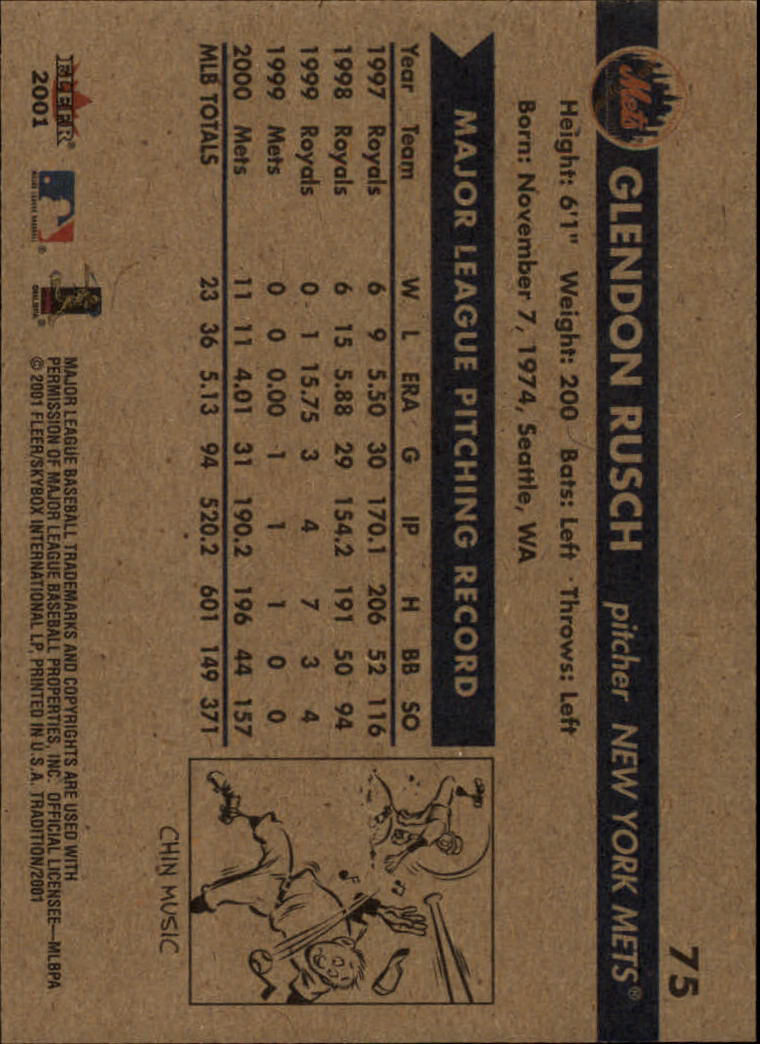 75
Mets GLENDON RUSCH pitcher NEW YORK METS®
Height: 6'1" Weight: 200 Bats: Left · Throws: Left
Born: November 7, 1974, Seattle, WA
MAJOR LEAGUE PITCHING RECORD
Year Team W L ERA G IP H BB SO
1997 Royals 6 9 5.50 30 170.1 206 52 116
1998 Royals 6 15 5.88 29 154.2 191 50 94
1999 Royals 0 1 15.75 3 4 7 3 4
1999 Mets 0 0 0.00 1 1 1 0 0
2000 Mets 11 11 4.01 31 190.2 196 44 157
MLB TOTALS 23 36 5.13 94 520.2 601 149 371
CHIN MUSIC
FLEER
2001
MAJOR LEAGUE BASEBALL TRADEMARKS AND COPYRIGHTS ARE USED WITH
PERMISSION OF MAJOR LEAGUE BASEBALL PROPERTIES, INC. OFFICIAL LICENSEE—MLBPA
© 2001 FLEER/SKYBOX INTERNATIONAL LP, PRINTED IN U.S.A. TRADITION/2001